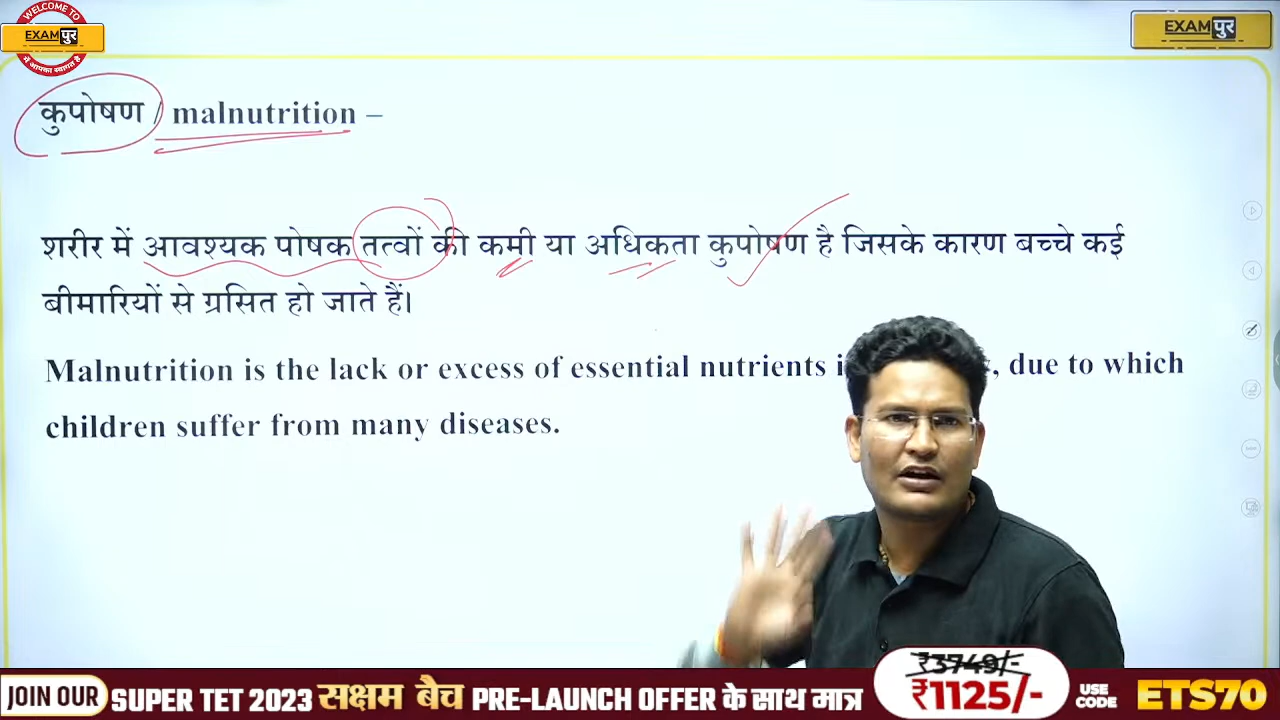 WELCOME TO
EXAMपुर
में आपका स्वागत है
EXAMपुर
कुपोषण / malnutrition –
शरीर में आवश्यक पोषक तत्वों की कमी या अधिकता कुपोषण है जिसके कारण बच्चे कई
बीमारियों से ग्रसित हो जाते हैं।
Malnutrition is the lack or excess of essential nutrients , due to which
children suffer from many diseases.
JOIN OUR SUPER TET 2023 सक्षम बैच PRE-LAUNCH OFFER के साथ मात्र
₹3749/-
₹1125/-
USE CODE ETS70